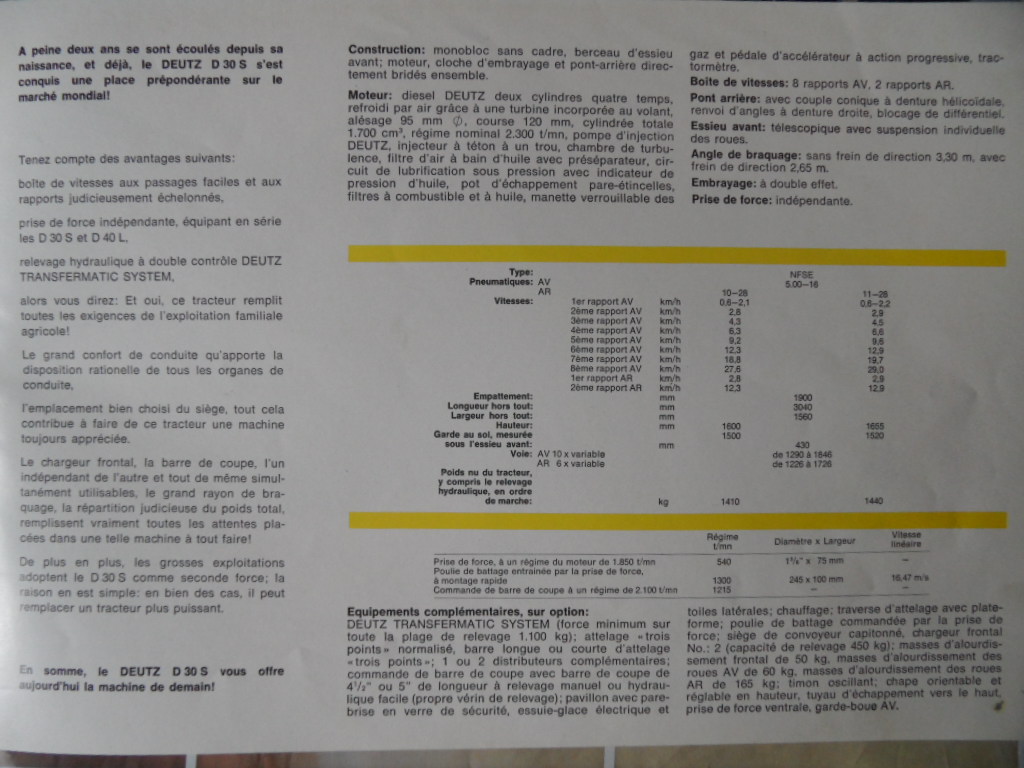 A peine deux ans se sont écoulés depuis sa
naissance, et déjà, le DEUTZ D 30 S s'est
conquis une place prépondérante sur le
marché mondial!
Tenez compte des avantages suivants:
boîte de vitesses aux passages faciles et aux
rapports judicieusement échelonnés,
prise de force indépendante, équipant en série
les D 30 S et D 40 L,
relevage hydraulique à double contrôle DEUTZ
TRANSFERMATIC SYSTEM,
alors vous direz: Et oui, ce tracteur remplit
toutes les exigences de l'exploitation familiale
agricole!
Le grand confort de conduite qu'apporte la
disposition rationelle de tous les organes de
conduite,
l'emplacement bien choisi du siège, tout cela
contribue à faire de ce tracteur une machine
toujours appréciée.
Le chargeur frontal, la barre de coupe, l'un
indépendant de l'autre et tout de même simul-
tanément utilisables, le grand rayon de bra-
quage, la répartition judicieuse du poids total,
remplissent vraiment toutes les attentes pla-
cées dans une telle machine à tout faire!
De plus en plus, les grosses exploitations
adoptent le D 30 S comme seconde force; la
raison en est simple: en bien des cas, il peut
remplacer un tracteur plus puissant.
En somme, le DEUTZ D 30 S vous offre
aujourd'hui la machine de demain!
Construction: monobloc sans cadre, berceau d'essieu
avant; moteur, cloche d'embrayage et pont-arrière direc-
tement bridés ensemble.
Moteur: diesel DEUTZ deux cylindres quatre temps,
refroidi par air grâce à une turbine incorporée au volant,
alésage 95 mm ∅, course 120 mm, cylindrée totale
1.700 cm³, régime nominal 2.300 t/mn, pompe d'injection
DEUTZ, injecteur à téton à un trou, chambre de turbu-
lence, filtre d'air à bain d'huile avec préséparateur, cir-
cuit de lubrification sous pression avec indicateur de
pression d'huile, pot d'échappement pare-étincelles,
filtres à combustible et à huile, manette verrouillable des
gaz et pédale d'accélérateur à action progressive, trac-
tormètre.
Boîte de vitesses: 8 rapports AV, 2 rapports AR.
Pont arrière: avec couple conique à denture hélicoïdale,
renvoi d'angles à denture droite, blocage de différentiel.
Essieu avant: télescopique avec suspension individuelle
des roues.
Angle de braquage: sans frein de direction 3,30 m, avec
frein de direction 2,65 m.
Embrayage: à double effet.
Prise de force: indépendante.
Type: NFSE
Pneumatiques: AV 5.00—16
AR 10—28 11—28
Vitesses: 1er rapport AV km/h 0,6-2,1 0,6-2,2
2ème rapport AV km/h 2,8 2,9
3ème rapport AV km/h 4,3 4,5
4ème rapport AV km/h 6,3 6,6
5ème rapport AV km/h 9,2 9,6
6ème rapport AV km/h 12,3 12,9
7ème rapport AV km/h 18,8 19,7
8ème rapport AV km/h 27,6 29,0
1er rapport AR km/h 2,8 2,9
2ème rapport AR km/h 12,3 12,9
Empattement: mm 1900
Longueur hors tout: mm 3040
Largeur hors tout: mm 1560
Hauteur: mm 1600 1655
Garde au sol, mesurée 1500 1520
sous l'essieu avant: mm 430
Voie: AV 10 x variable de 1290 à 1846
AR 6 x variable de 1226 à 1726
Poids nu du tracteur,
y compris le relevage
hydraulique, en ordre
de marche: kg 1410 1440
Régime Diamètre x Largeur Vitesse
t/mn linéaire
Prise de force, à un régime du moteur de 1.850 t/mn 540 1³/₈" x 75 mm —
Poulie de battage entrainée par la prise de force,
à montage rapide 1300 245 x 100 mm 16,47 m/s
Commande de barre de coupe à un régime de 2.100 t/mn 1215 — —
Equipements complémentaires, sur option:
DEUTZ TRANSFERMATIC SYSTEM (force minimum sur
toute la plage de relevage 1.100 kg); attelage «trois
points» normalisé, barre longue ou courte d'attelage
«trois points»; 1 ou 2 distributeurs complémentaires;
commande de barre de coupe avec barre de coupe de
4¹/₂" ou 5" de longueur à relevage manuel ou hydrau-
lique facile (propre vérin de relevage); pavillon avec pare-
brise en verre de sécurité, essuie-glace électrique et
toiles latérales; chauffage; traverse d'attelage avec plate-
forme; poulie de battage commandée par la prise de
force; siège de convoyeur capitonné, chargeur frontal
No.: 2 (capacité de relevage 450 kg); masses d'alourdis-
sement frontal de 50 kg, masses d'alourdissement des
roues AV de 60 kg, masses d'alourdissement des roues
AR de 165 kg; timon oscillant; chape orientable et
réglable en hauteur, tuyau d'échappement vers le haut,
prise de force ventrale, garde-boue AV.